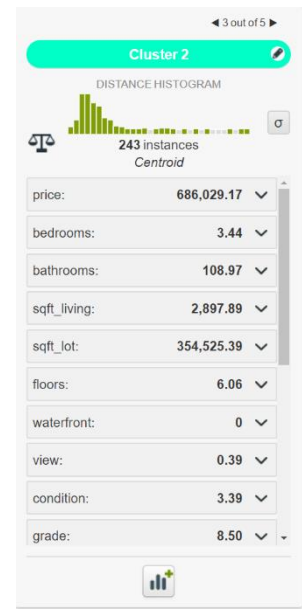 ◀ 3 out of 5 ▶
Cluster 2
DISTANCE HISTOGRAM
σ
243 instances
Centroid
price: 686,029.17
bedrooms: 3.44
bathrooms: 108.97
sqft_living: 2,897.89
sqft_lot: 354,525.39
floors: 6.06
waterfront: 0
view: 0.39
condition: 3.39
grade: 8.50